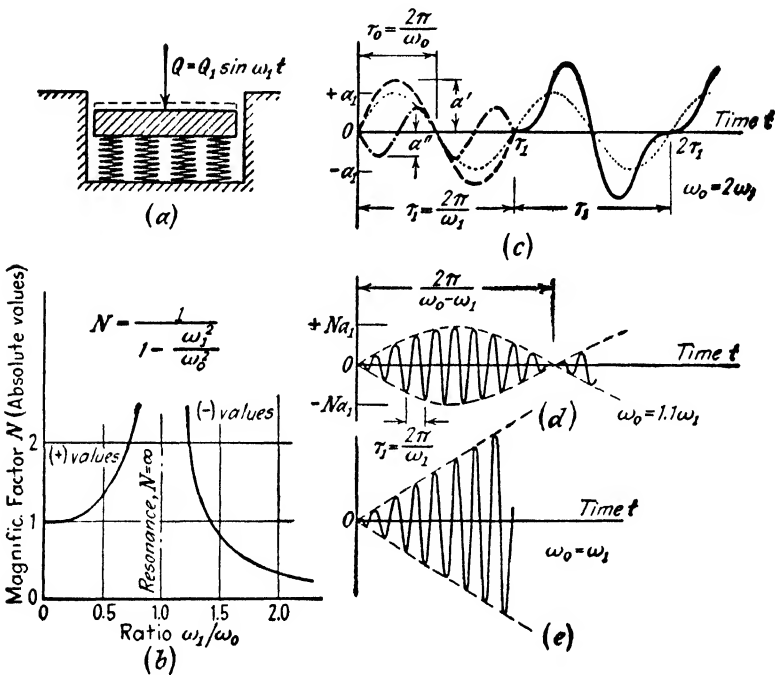 Q = Q₁ sin ω₁ t
(a)
τ₀ = 2π/ω₀
+a₁
0
-a₁
a'
a"
τ₁
2τ₁
Time t
ω₀ = 2ω₁
τ₁ = 2π/ω₁
τ₁
(c)
Magnific. Factor N (Absolute values)
N = 1/(1 - ω₁²/ω₀²)
(-) values
(+) values
Resonance, N=∞
2
1
0
0
0.5
1.0
1.5
2.0
Ratio ω₁/ω₀
(b)
2π/(ω₀-ω₁)
+Na₁
0
-Na₁
Time t
τ₁ = 2π/ω₁
(d)
ω₀ = 1.1ω₁
0
Time t
ω₀ = ω₁
(e)